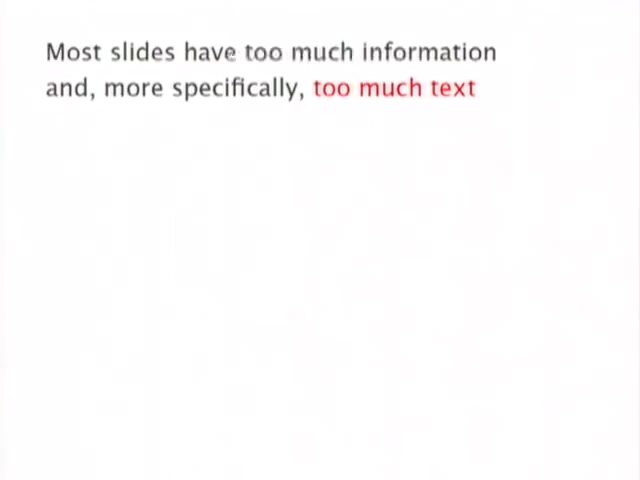 Most slides have too much information
and, more specifically, too much text